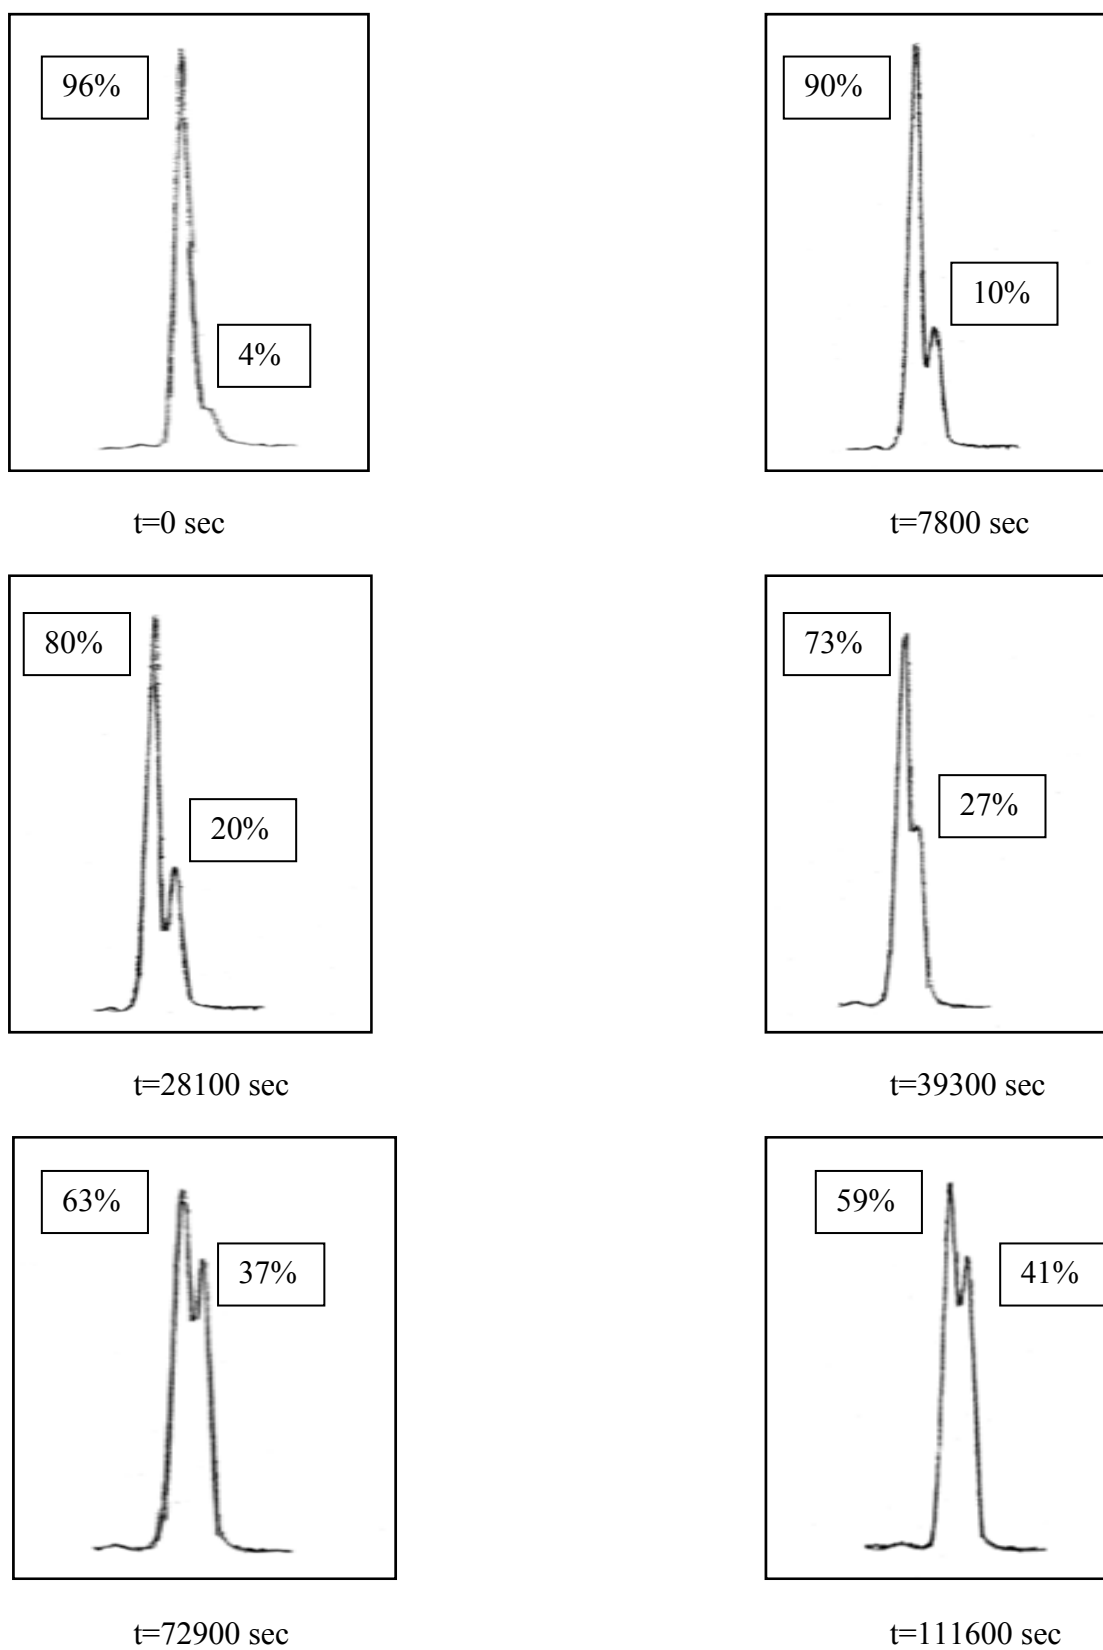 96%
4%
t=0 sec
90%
10%
t=7800 sec
80%
20%
t=28100 sec
73%
27%
t=39300 sec
63%
37%
t=72900 sec
59%
41%
t=111600 sec